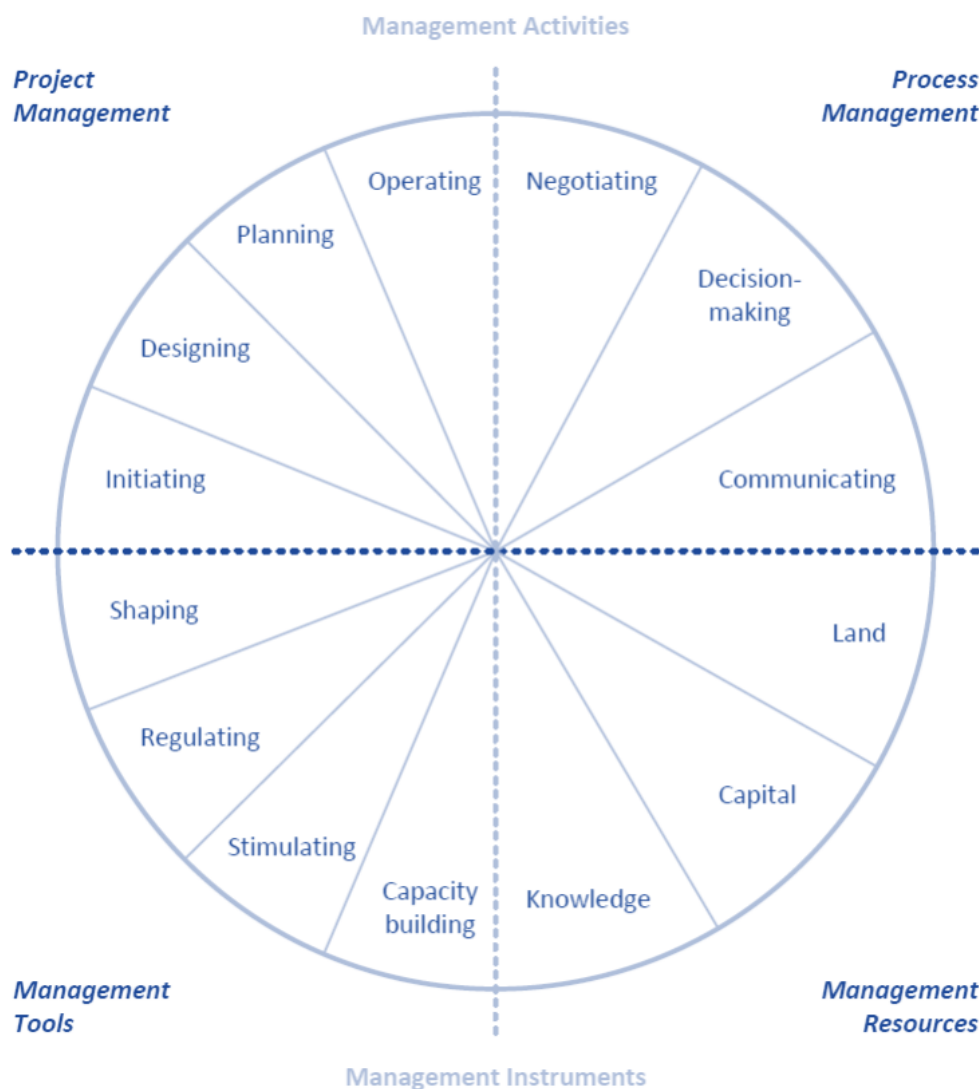 Management Activities
Project
Management
Process
Management
Operating
Negotiating
Planning
Decision-
making
Designing
Initiating
Communicating
Shaping
Land
Regulating
Capital
Stimulating
Capacity
building
Knowledge
Management
Tools
Management
Resources
Management Instruments